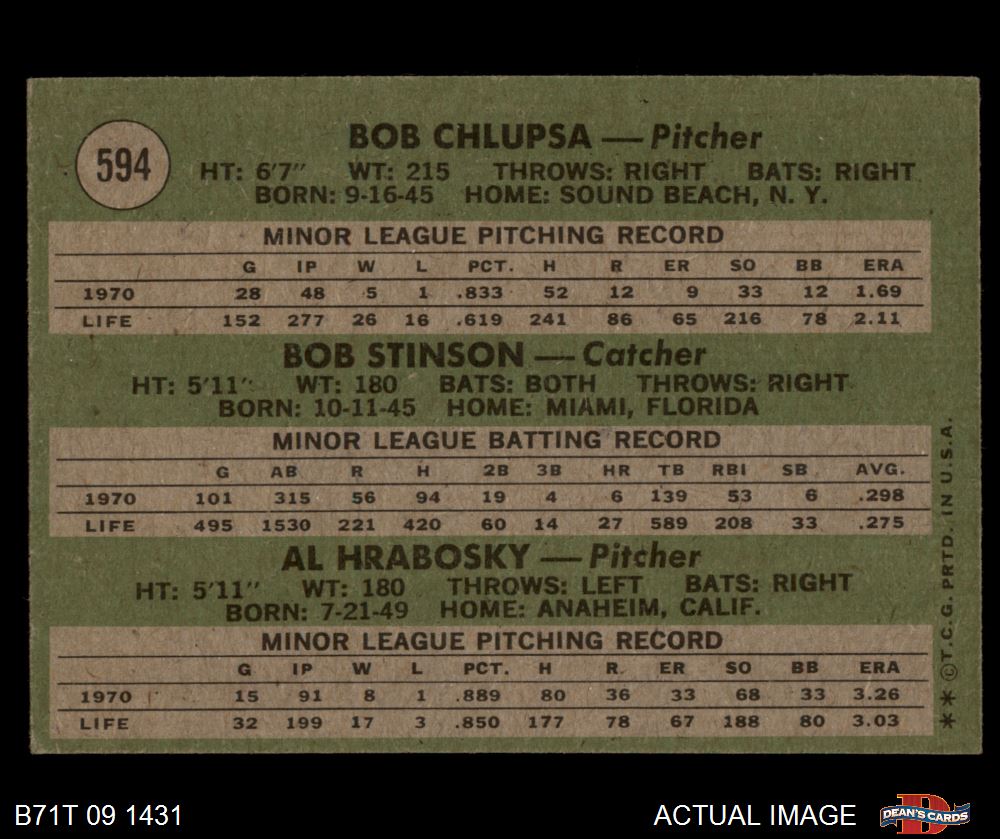 594
BOB CHLUPSA — Pitcher
HT: 6'7" WT: 215 THROWS: RIGHT BATS: RIGHT
BORN: 9-16-45 HOME: SOUND BEACH, N. Y.
MINOR LEAGUE PITCHING RECORD
G IP W L PCT. H R ER SO BB ERA
1970 28 48 5 1 .833 52 12 9 33 12 1.69
LIFE 152 277 26 16 .619 241 86 65 216 78 2.11
BOB STINSON — Catcher
HT: 5'11" WT: 180 BATS: BOTH THROWS: RIGHT
BORN: 10-11-45 HOME: MIAMI, FLORIDA
MINOR LEAGUE BATTING RECORD
G AB R H 2B 3B HR TB RBI SB AVG.
1970 101 315 56 94 19 4 6 139 53 6 .298
LIFE 495 1530 221 420 60 14 27 589 208 33 .275
AL HRABOSKY — Pitcher
HT: 5'11" WT: 180 THROWS: LEFT BATS: RIGHT
BORN: 7-21-49 HOME: ANAHEIM, CALIF.
MINOR LEAGUE PITCHING RECORD
G IP W L PCT. H R ER SO BB ERA
1970 15 91 8 1 .889 80 36 33 68 33 3.26
LIFE 32 199 17 3 .850 177 78 67 188 80 3.03
**©T.C.G. PRTD. IN U.S.A.
B71T 09 1431
ACTUAL IMAGE
D
DEAN'S CARDS